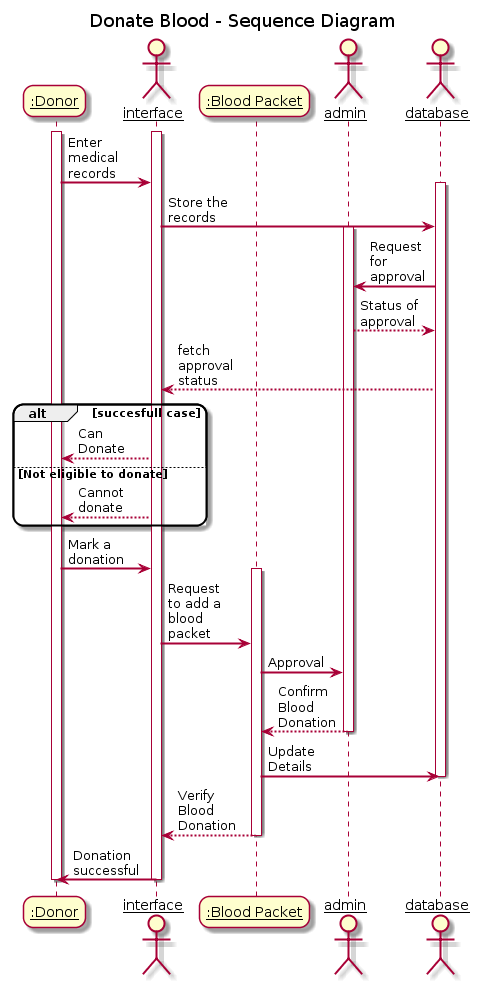 Donate Blood - Sequence Diagram
:Donor
interface
:Blood Packet
admin
database
Enter
medical
records
Store the
records
Request
for
approval
Status of
approval
fetch
approval
status
alt [succesfull case]
Can
Donate
[Not eligible to donate]
Cannot
donate
Mark a
donation
Request
to add a
blood
packet
Approval
Confirm
Blood
Donation
Update
Details
Verify
Blood
Donation
Donation
successful
:Donor
interface
:Blood Packet
admin
database